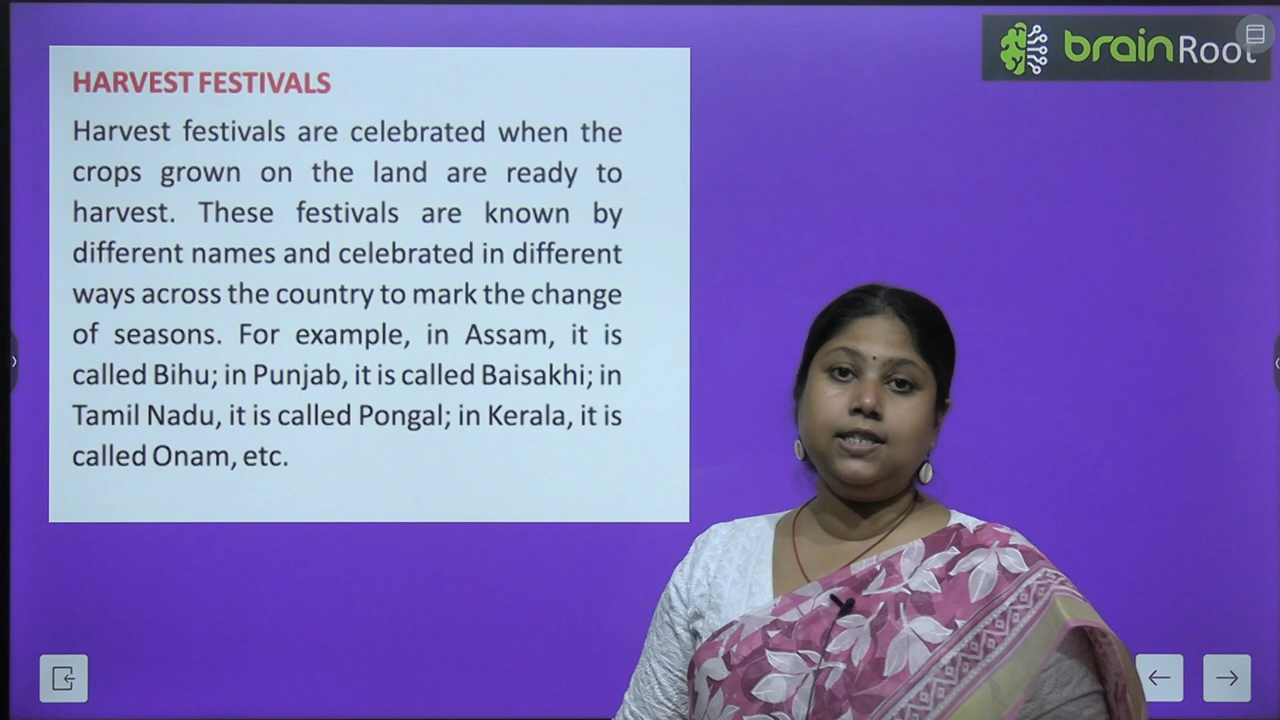 brainRoot
HARVEST FESTIVALS
Harvest festivals are celebrated when the
crops grown on the land are ready to
harvest. These festivals are known by
different names and celebrated in different
ways across the country to mark the change
of seasons. For example, in Assam, it is
called Bihu; in Punjab, it is called Baisakhi; in
Tamil Nadu, it is called Pongal; in Kerala, it is
called Onam, etc.